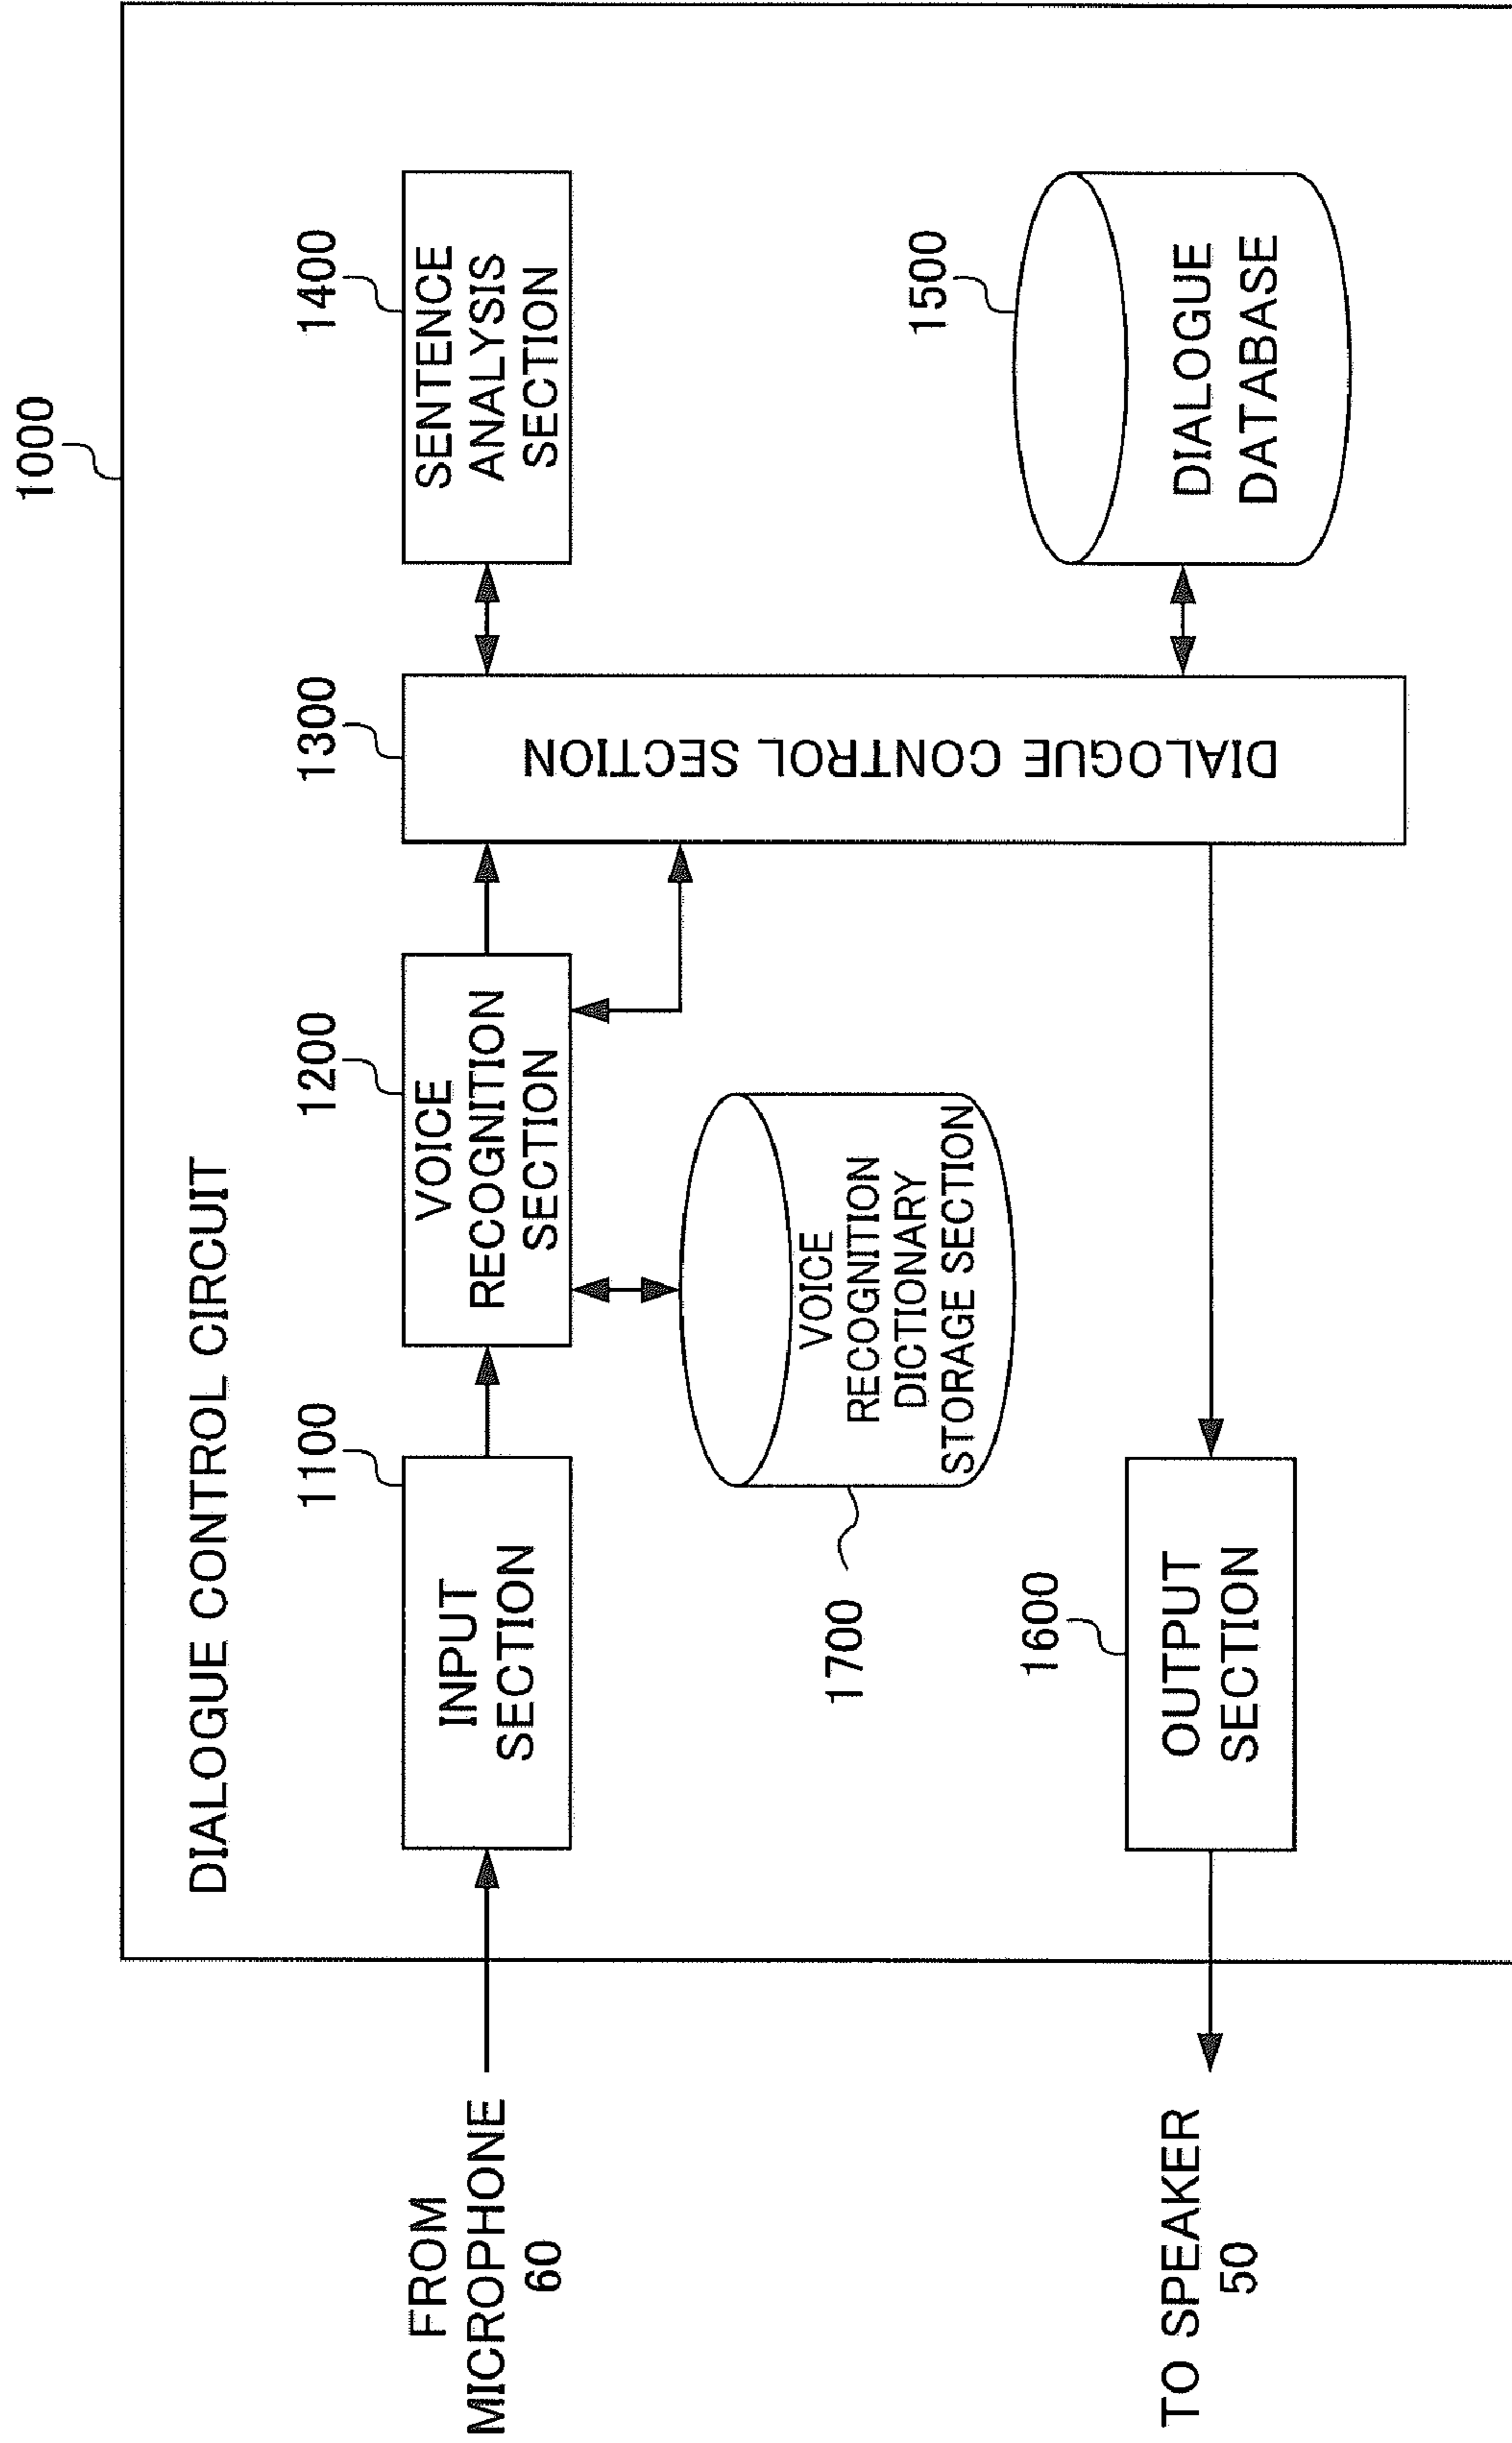 1000
DIALOGUE CONTROL CIRCUIT
FROM
MICROPHONE
60
1100
INPUT
SECTION
1200
VOICE
RECOGNITION
SECTION
1300
DIALOGUE CONTROL SECTION
1400
SENTENCE
ANALYSIS
SECTION
1700
VOICE
RECOGNITION
DICTIONARY
STORAGE SECTION
1500
DIALOGUE
DATABASE
1600
OUTPUT
SECTION
TO SPEAKER
50